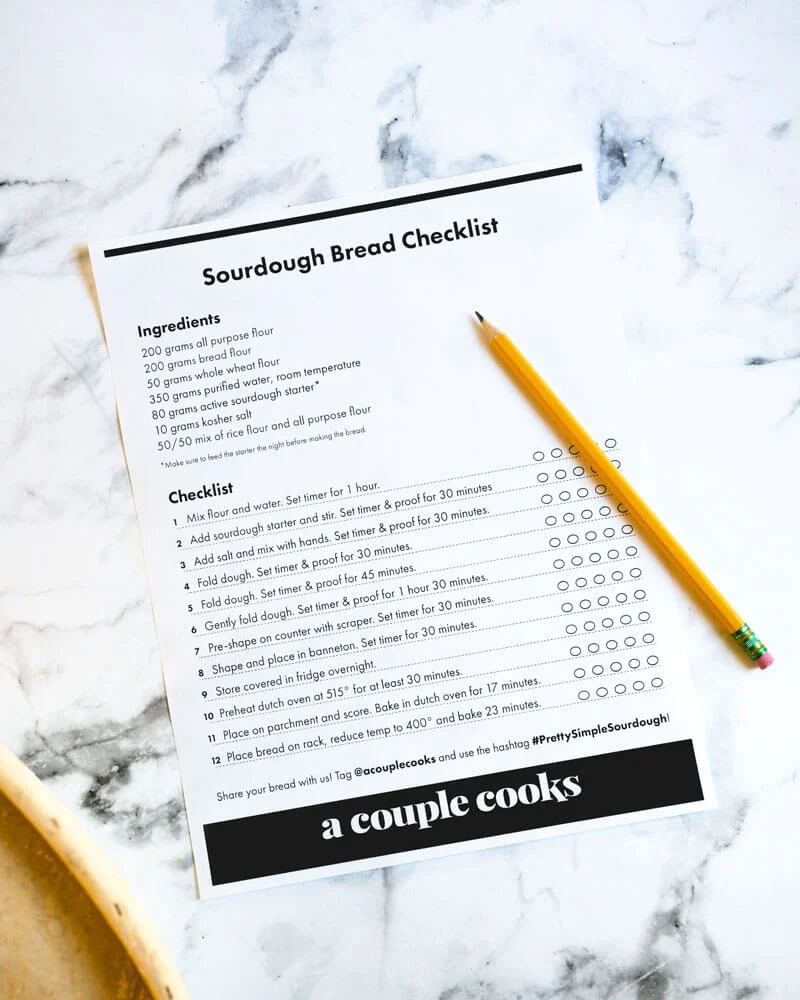 Sourdough Bread Checklist
Ingredients
200 grams all purpose flour
200 grams bread flour
50 grams whole wheat flour
350 grams purified water, room temperature
80 grams active sourdough starter*
10 grams kosher salt
50/50 mix of rice flour and all purpose flour
*Make sure to feed the starter the night before making the bread.
Checklist
1 Mix flour and water. Set timer for 1 hour.
2 Add sourdough starter and stir. Set timer & proof for 30 minutes
3 Add salt and mix with hands. Set timer & proof for 30 minutes.
4 Fold dough. Set timer & proof for 30 minutes.
5 Fold dough. Set timer & proof for 45 minutes.
6 Gently fold dough. Set timer & proof for 1 hour 30 minutes.
7 Pre-shape on counter with scraper. Set timer for 30 minutes.
8 Shape and place in banneton. Set timer for 30 minutes.
9 Store covered in fridge overnight.
10 Preheat dutch oven at 515° for at least 30 minutes.
11 Place on parchment and score. Bake in dutch oven for 17 minutes.
12 Place bread on rack, reduce temp to 400° and bake 23 minutes.
Share your bread with us! Tag @acouplecooks and use the hashtag #PrettySimpleSourdough!
a couple cooks